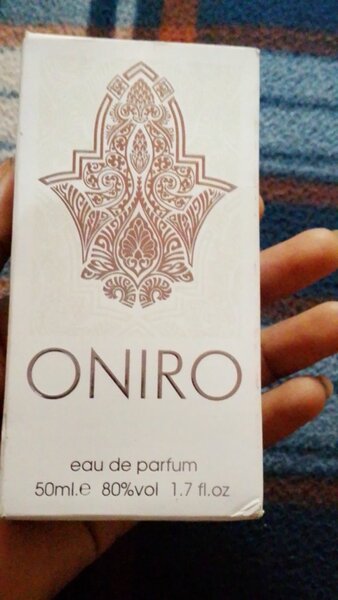 ONIRO
eau de parfum
50ml.e 80%vol 1.7 fl.oz